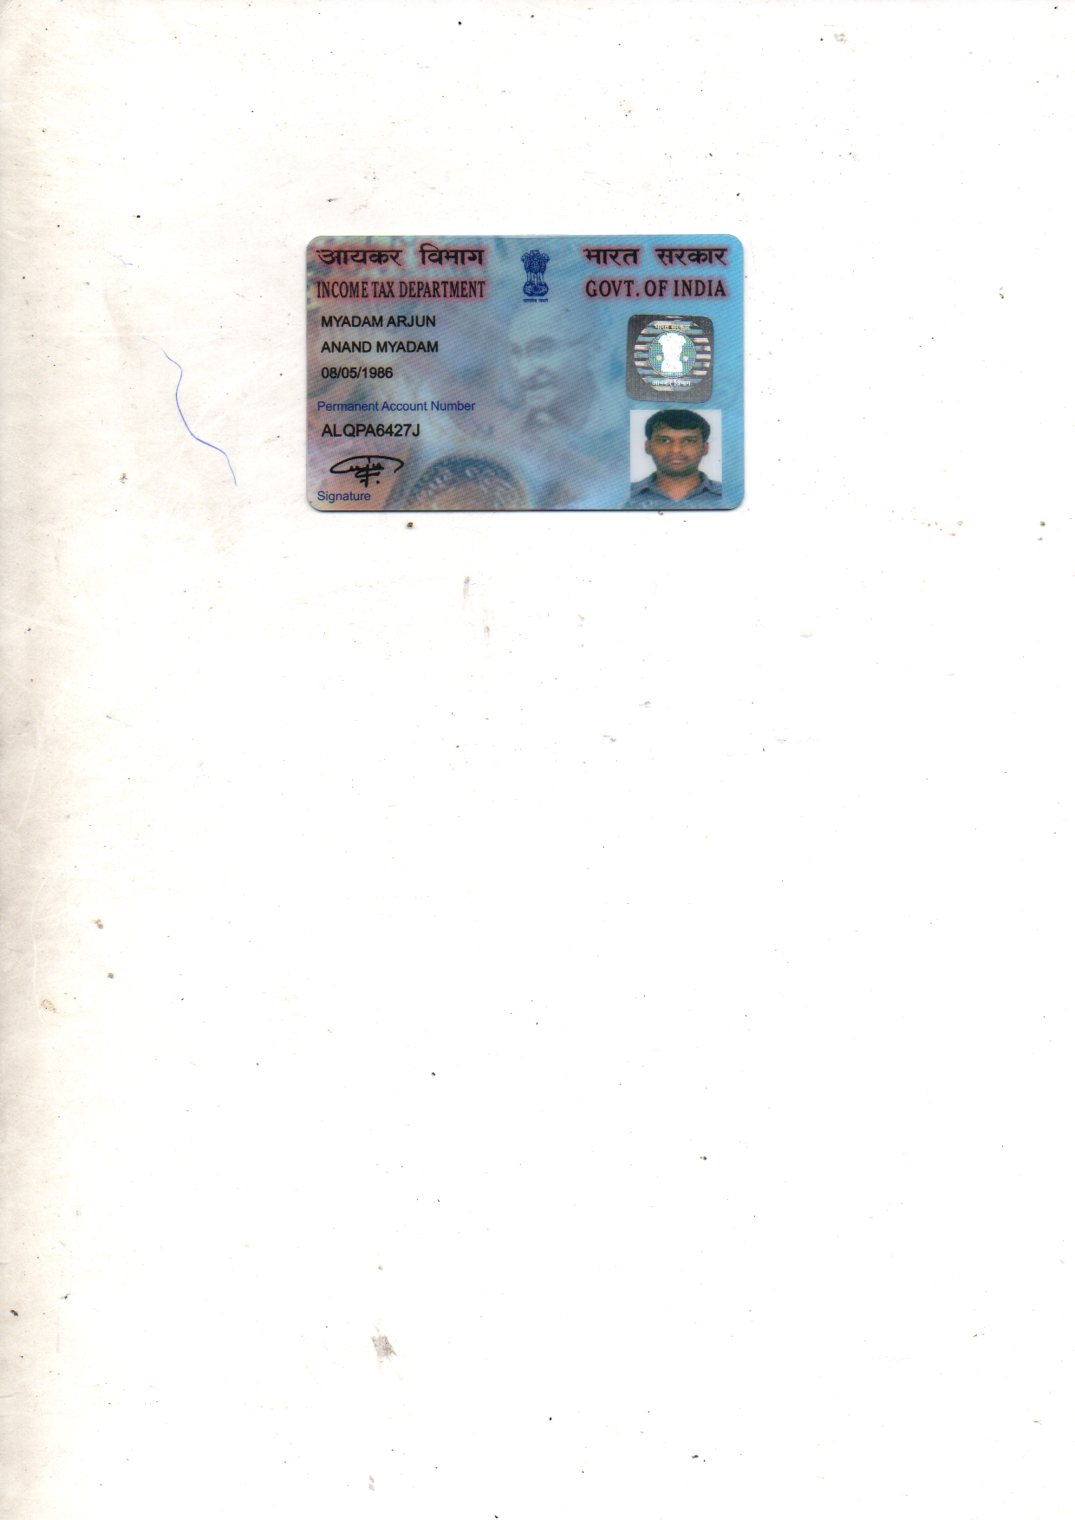 आयकर विभाग
INCOME TAX DEPARTMENT
भारत सरकार
GOVT. OF INDIA
MYADAM ARJUN
ANAND MYADAM
08/05/1986
Permanent Account Number
ALQPA6427J
Signature